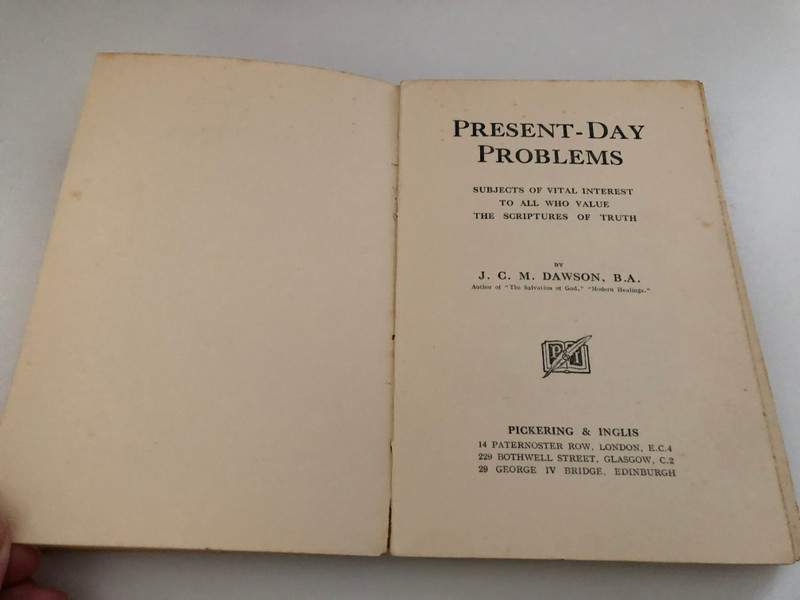 PRESENT-DAY
PROBLEMS
SUBJECTS OF VITAL INTEREST
TO ALL WHO VALUE
THE SCRIPTURES OF TRUTH
BY
J. C. M. DAWSON, B.A.
Author of "The Salvation of God," "Modern Healings."
P & I
PICKERING & INGLIS
14 PATERNOSTER ROW, LONDON, E.C.4
229 BOTHWELL STREET, GLASGOW, C.2
29 GEORGE IV BRIDGE, EDINBURGH